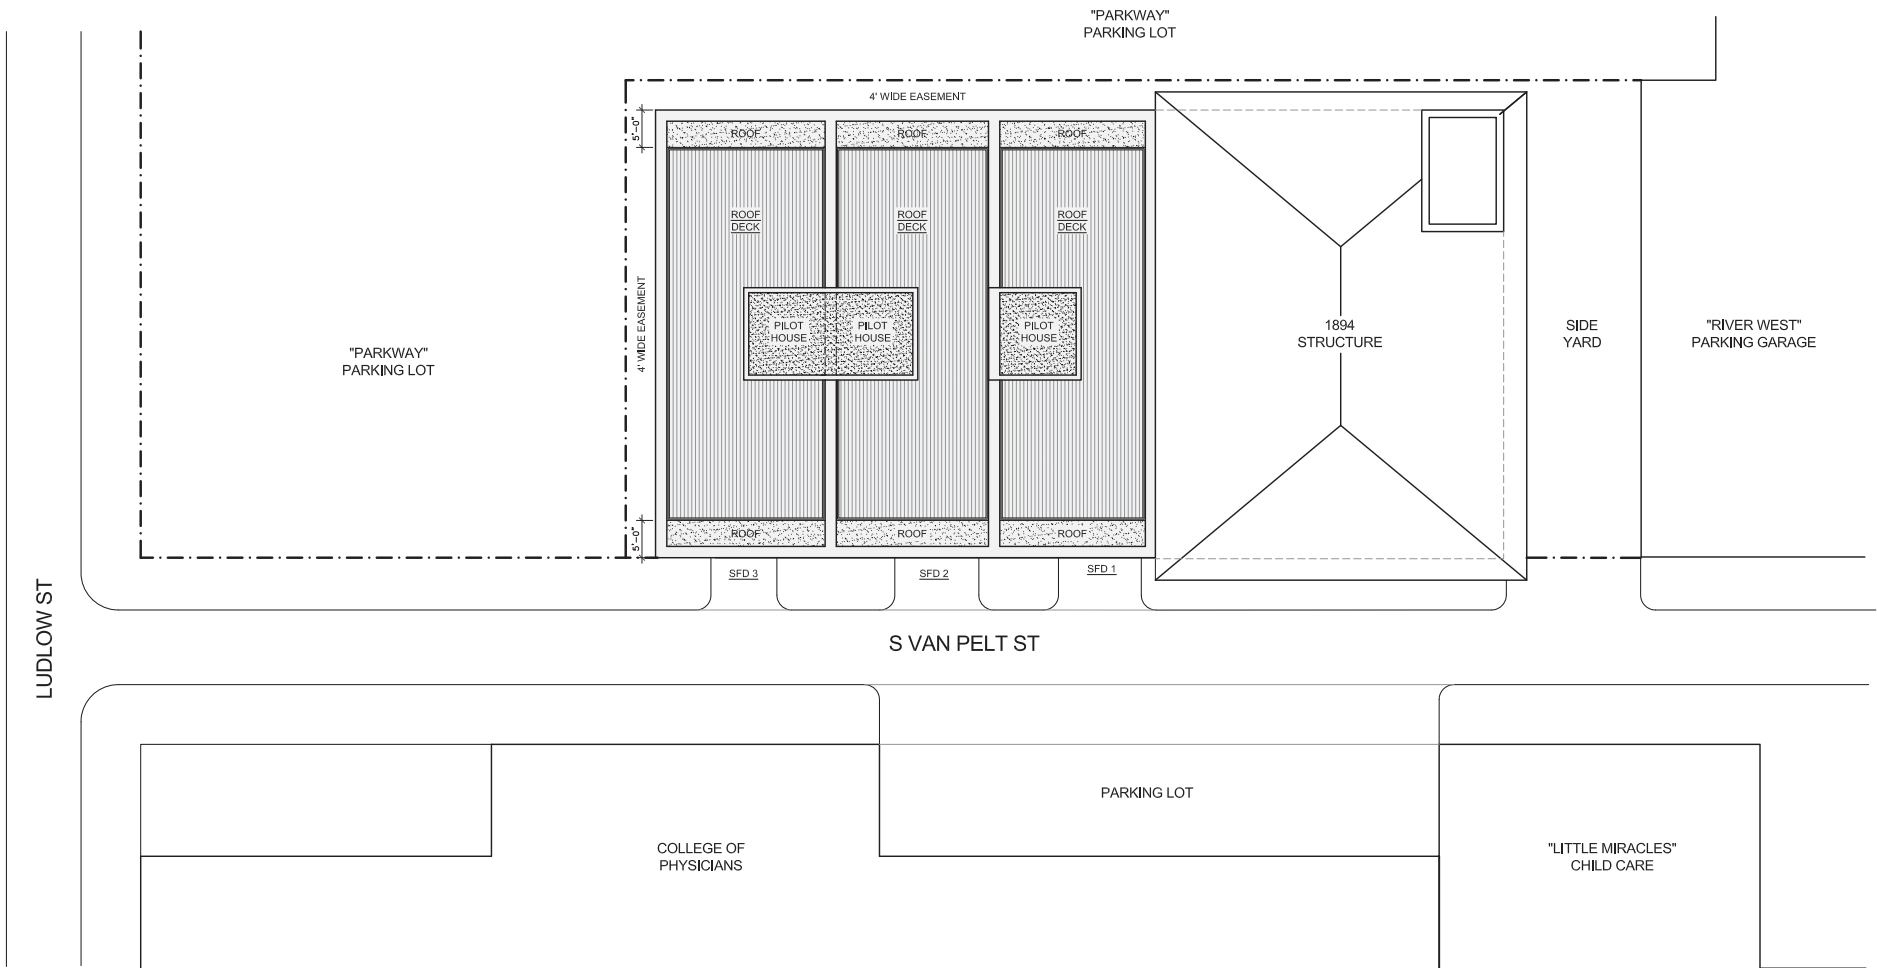 "PARKWAY"
PARKING LOT
4' WIDE EASEMENT
5'-0"
ROOF
ROOF
ROOF
ROOF
DECK
ROOF
DECK
ROOF
DECK
4' WIDE EASEMENT
"PARKWAY"
PARKING LOT
PILOT
HOUSE
PILOT
HOUSE
PILOT
HOUSE
1894
STRUCTURE
SIDE
YARD
"RIVER WEST"
PARKING GARAGE
5'-0"
ROOF
ROOF
ROOF
SFD 3
SFD 2
SFD 1
LUDLOW ST
S VAN PELT ST
PARKING LOT
COLLEGE OF
PHYSICIANS
"LITTLE MIRACLES"
CHILD CARE